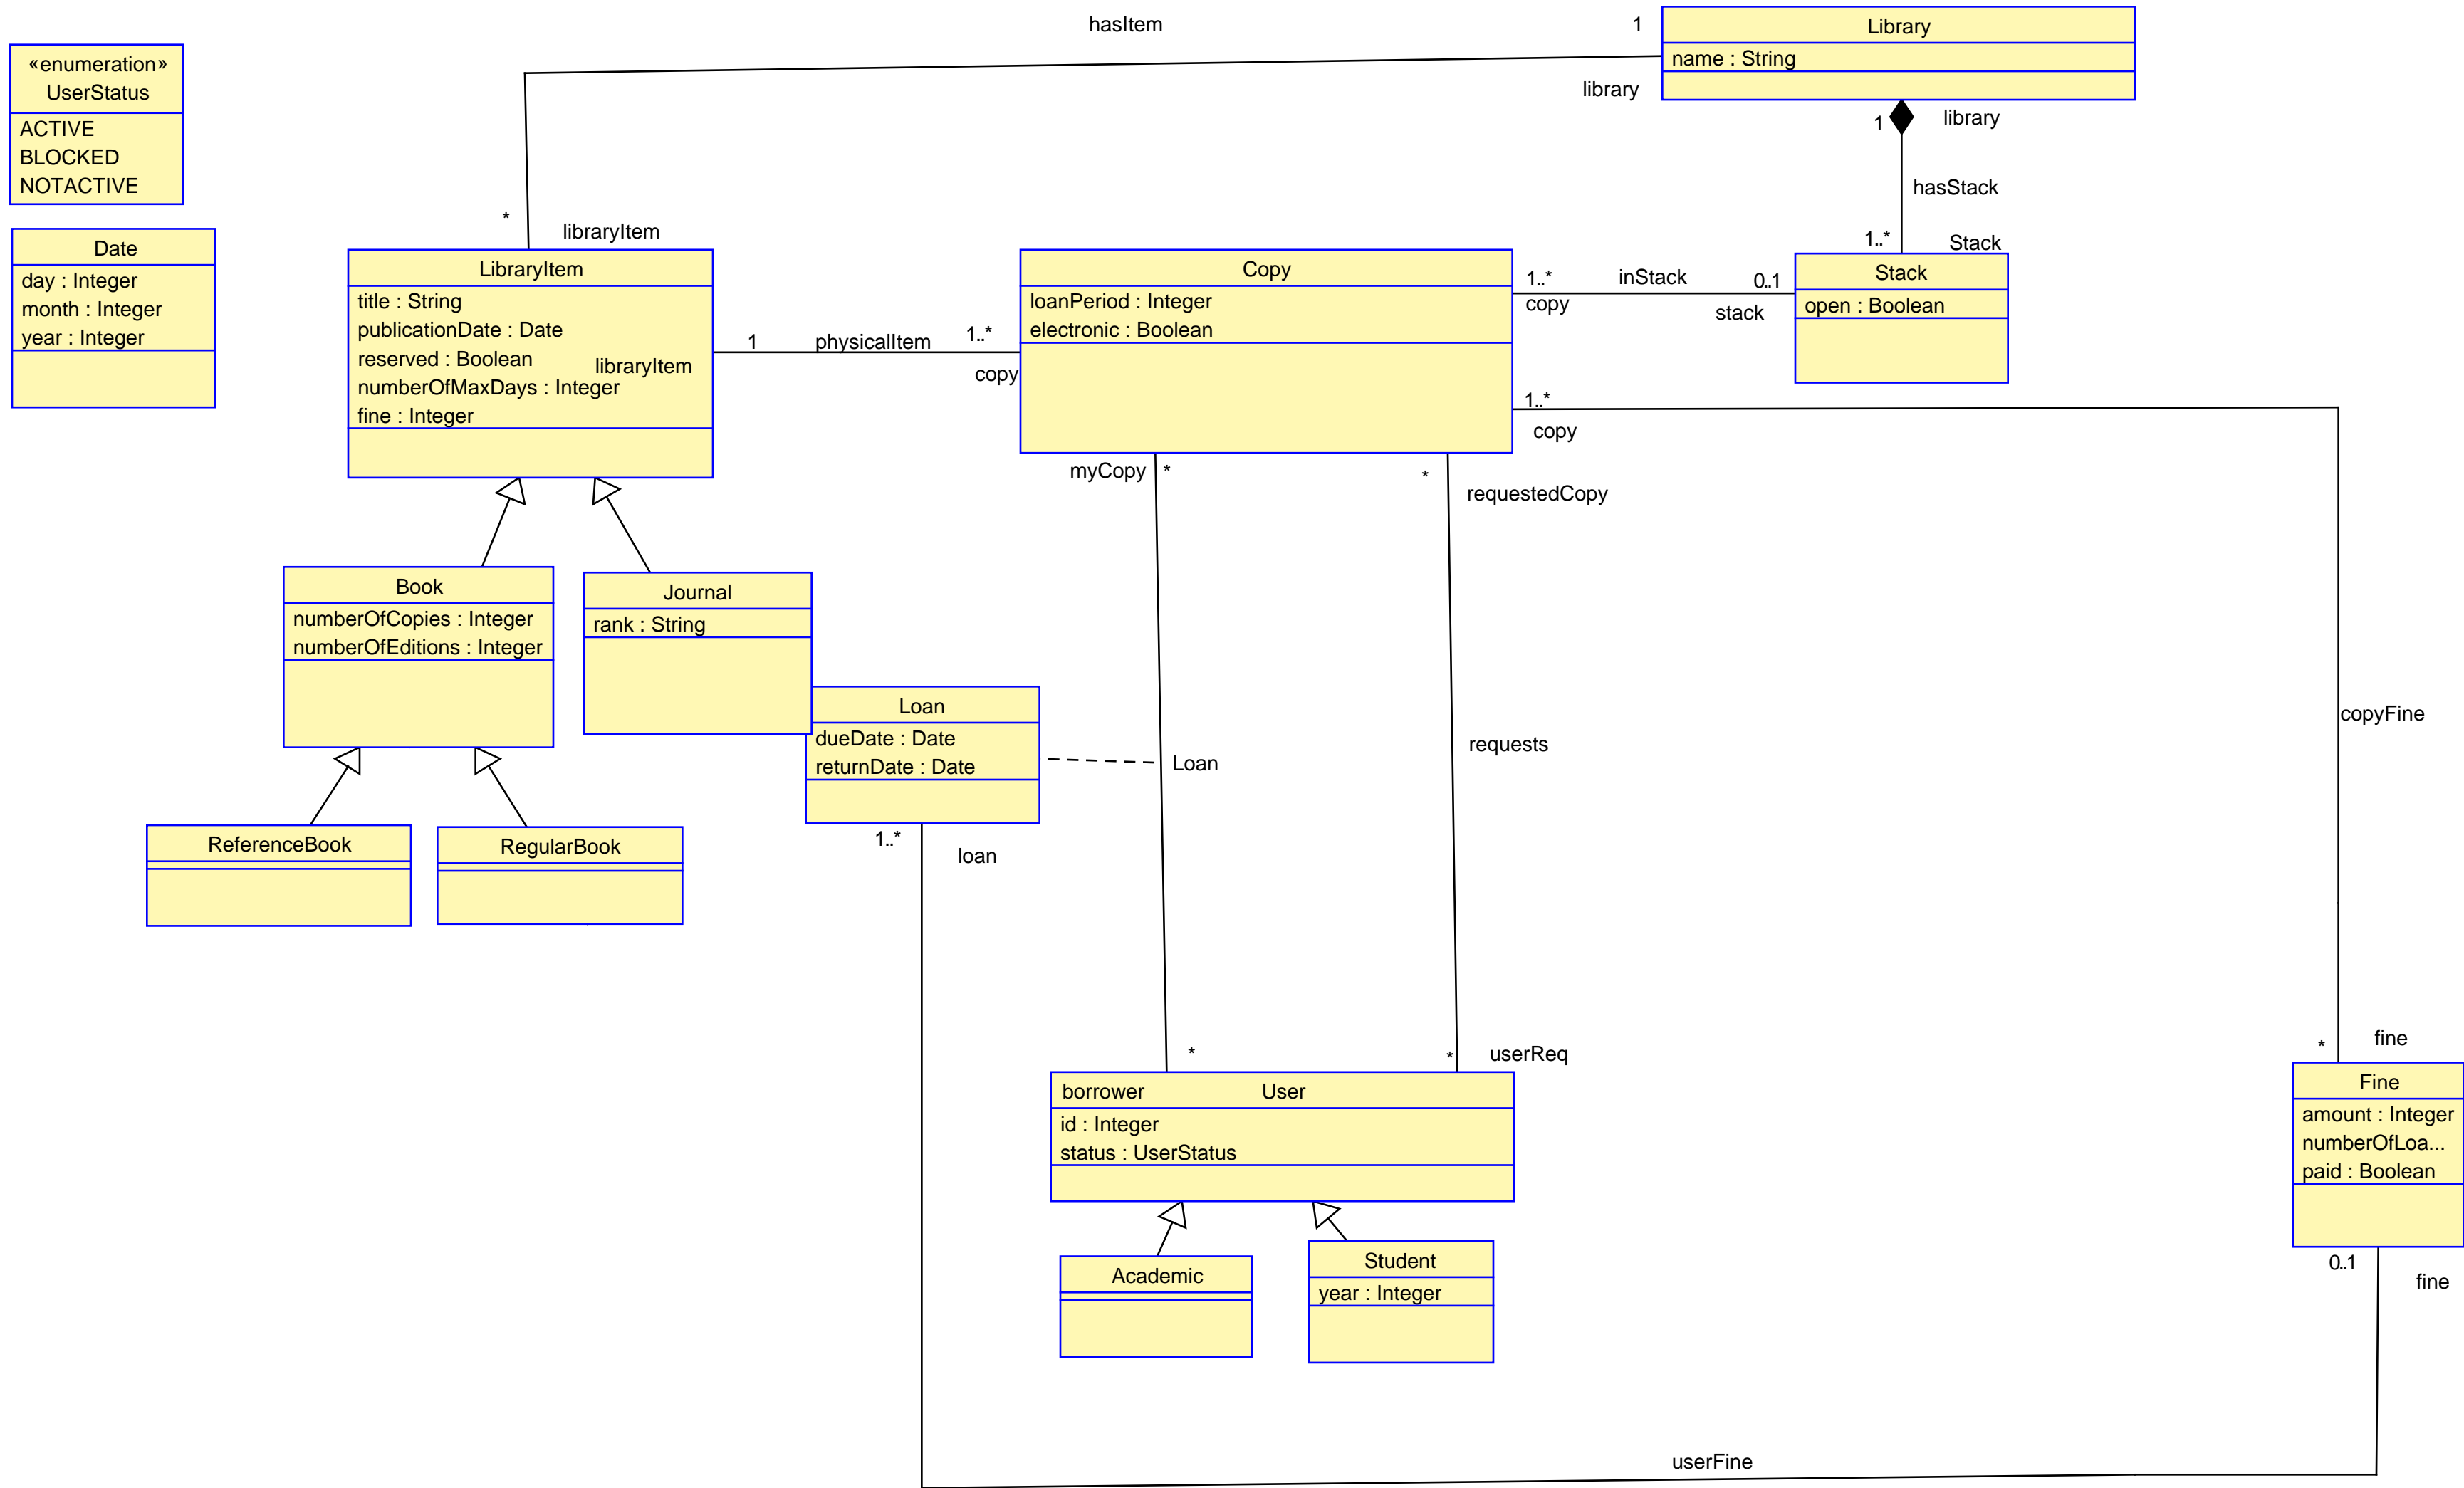 hasItem
1
Library
name : String
library
1
library
hasStack
1..*
Stack
«enumeration»
UserStatus
ACTIVE
BLOCKED
NOTACTIVE
Date
day : Integer
month : Integer
year : Integer
*
libraryItem
LibraryItem
title : String
publicationDate : Date
reserved : Boolean
numberOfMaxDays : Integer
fine : Integer
libraryItem
1
physicalItem
1..*
copy
Copy
loanPeriod : Integer
electronic : Boolean
1..*
copy
inStack
0..1
stack
Stack
open : Boolean
1..*
copy
myCopy
*
*
requestedCopy
Book
numberOfCopies : Integer
numberOfEditions : Integer
Journal
rank : String
Loan
dueDate : Date
returnDate : Date
Loan
requests
copyFine
1..*
loan
ReferenceBook
RegularBook
*
*
userReq
borrower
User
id : Integer
status : UserStatus
*
fine
Fine
amount : Integer
numberOfLoa...
paid : Boolean
0..1
fine
Academic
Student
year : Integer
userFine